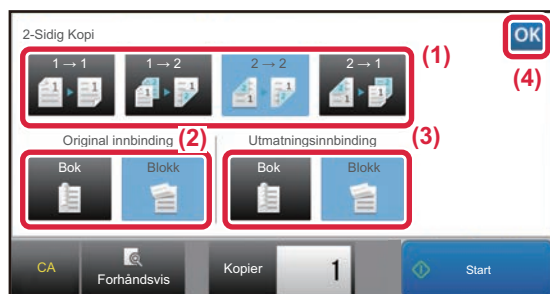 2-Sidig Kopi
OK
(1)
(4)
1 → 1
1 → 2
2 → 2
2 → 1
Original innbinding (2)
Utmatningsinnbinding
(3)
Bok
Blokk
Bok
Blokk
CA
Forhåndsvis
Kopier
1
Start